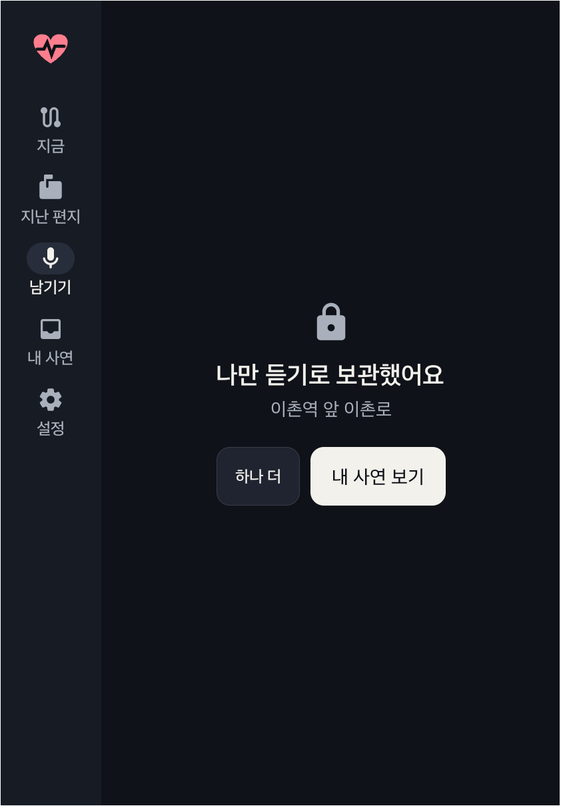 지금
지난 편지
남기기
내 사연
설정
나만 듣기로 보관했어요
이촌역 앞 이촌로
하나 더
내 사연 보기